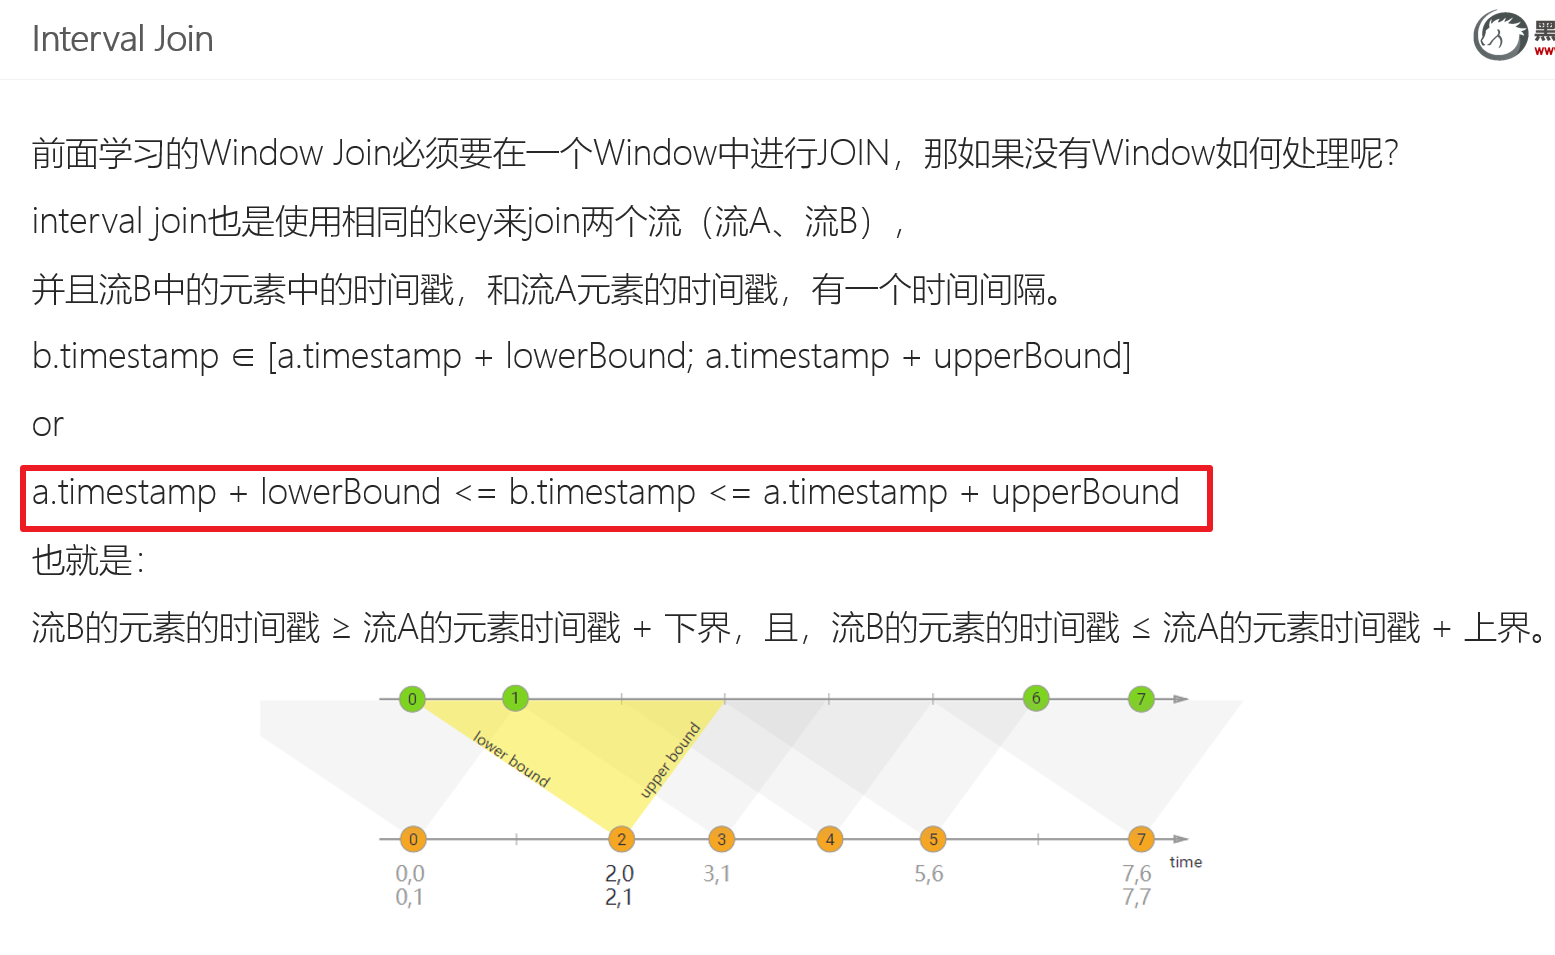 Interval Join
黑
www
前面学习的Window Join必须要在一个Window中进行JOIN，那如果没有Window如何处理呢？
interval join也是使用相同的key来join两个流（流A、流B），
并且流B中的元素中的时间戳，和流A元素的时间戳，有一个时间间隔。
b.timestamp ∈ [a.timestamp + lowerBound; a.timestamp + upperBound]
or
a.timestamp + lowerBound <= b.timestamp <= a.timestamp + upperBound
也就是：
流B的元素的时间戳 ≥ 流A的元素时间戳 + 下界，且，流B的元素的时间戳 ≤ 流A的元素时间戳 + 上界。
0 1 6 7
lower bound
upper bound
0 2 3 4 5 7
time
0,0 2,0 3,1 5,6 7,6
0,1 2,1 7,7